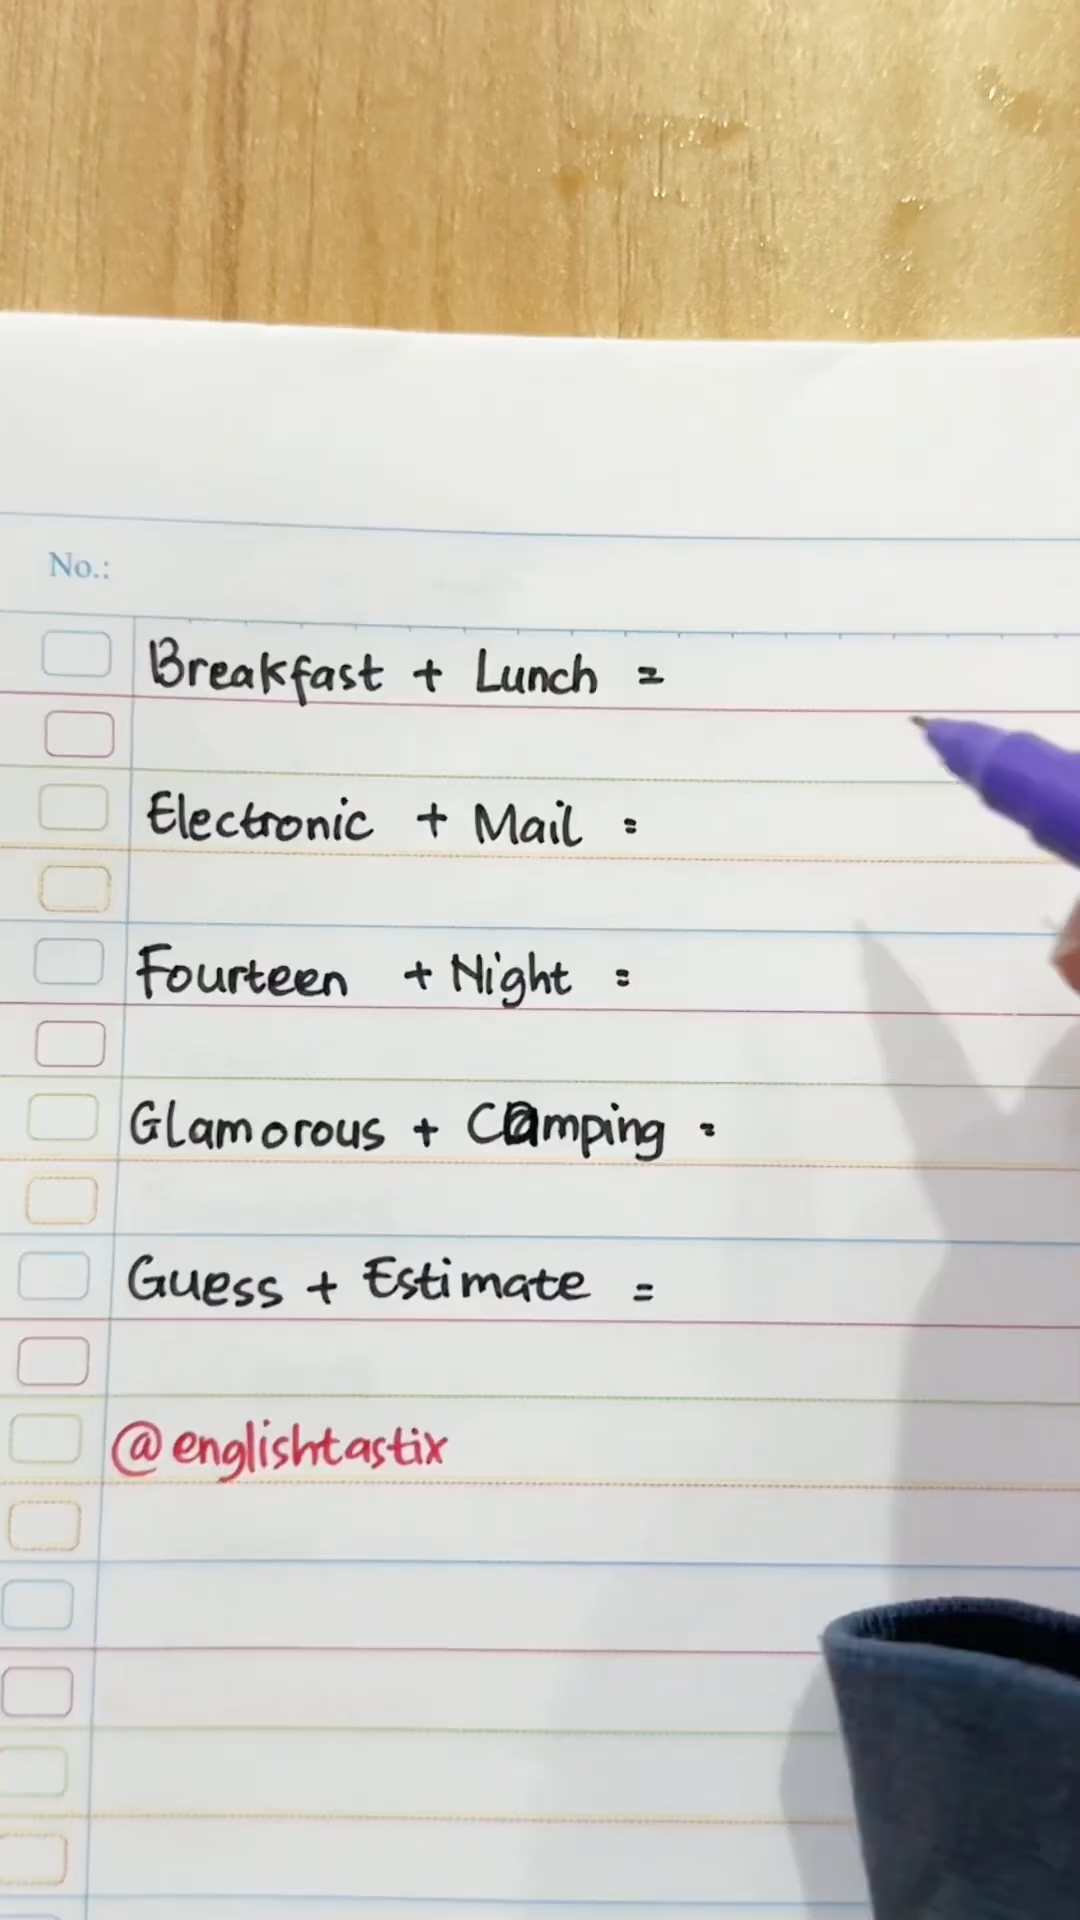 No.:
Breakfast + Lunch =
Electronic + Mail =
Fourteen + Night =
Glamorous + Camping =
Guess + Estimate =
@englishtastix